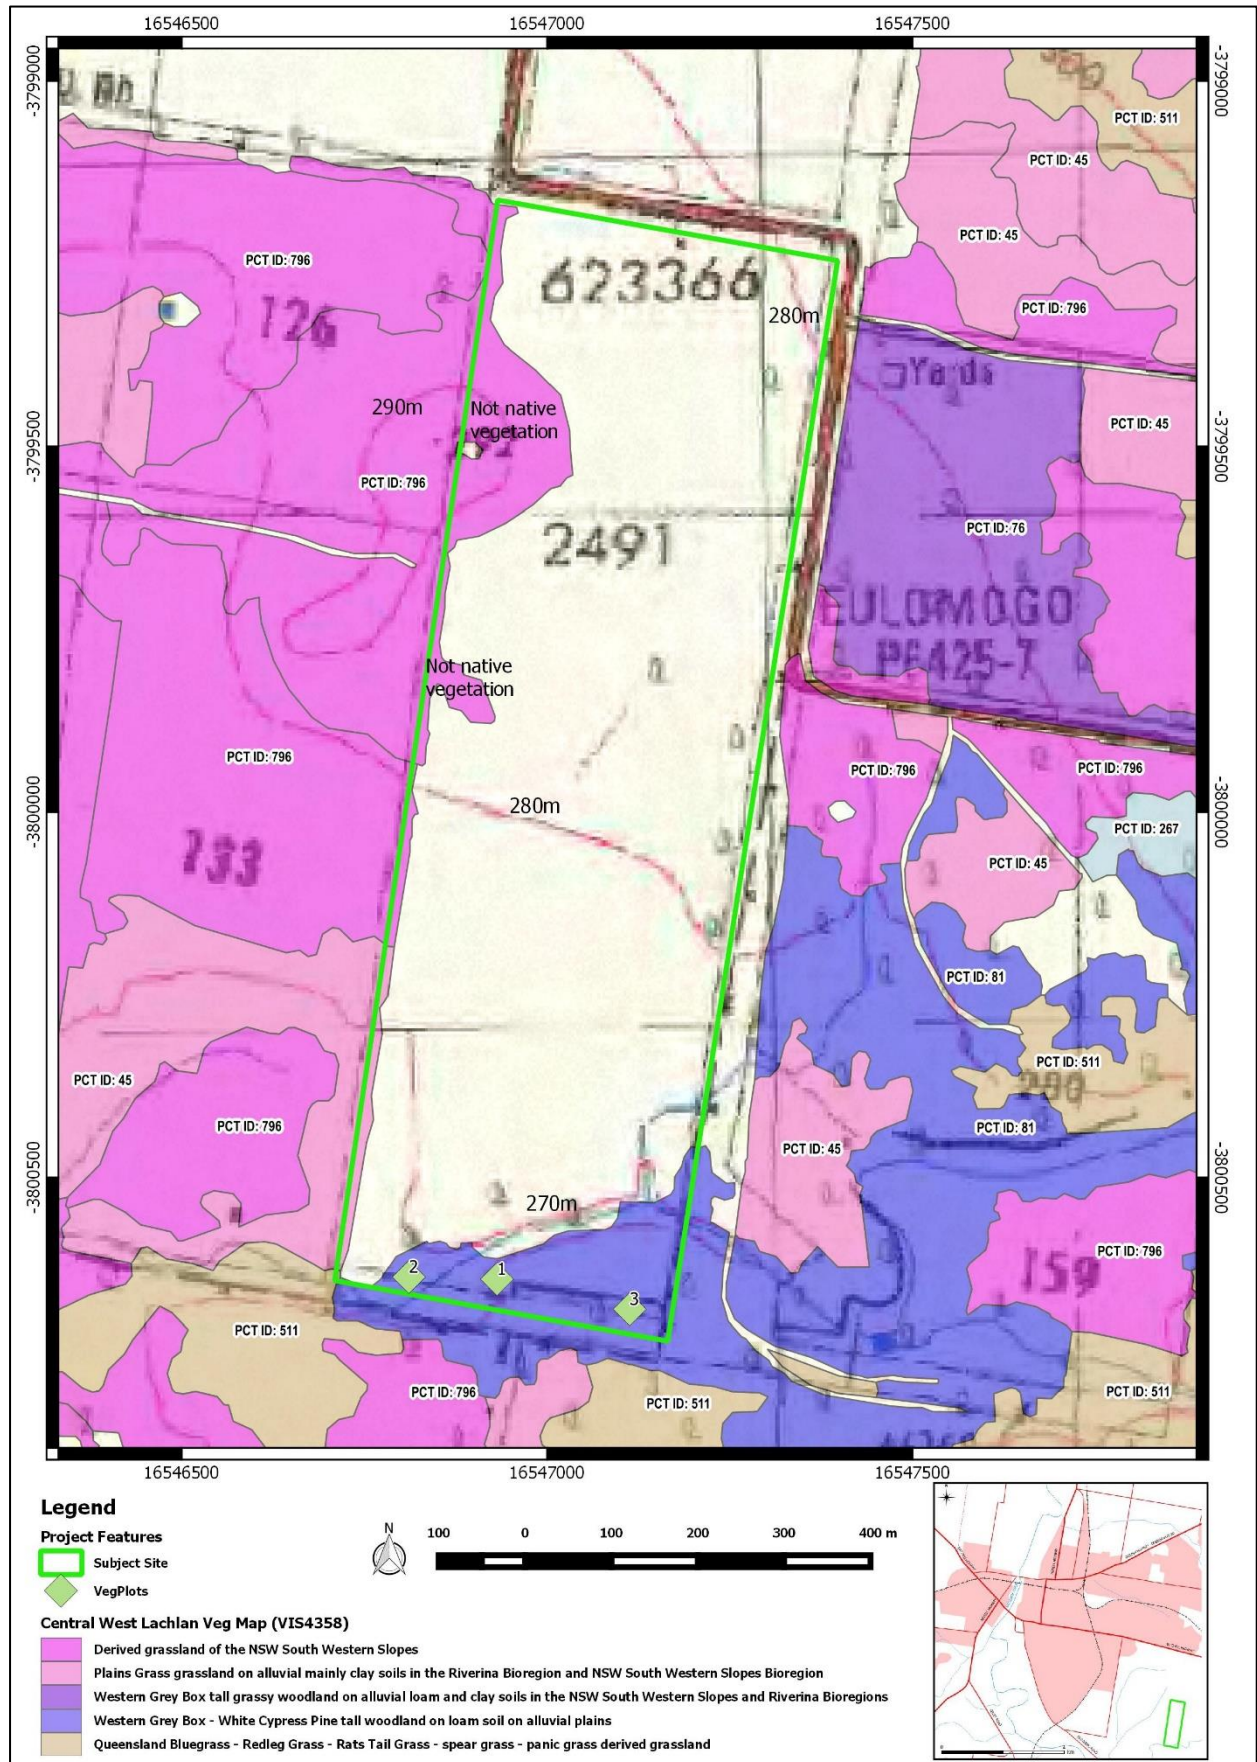 16546500 16547000 16547500
-3799000
-3799000
PCT ID: 511
PCT ID: 45
PCT ID: 45
PCT ID: 796
623366
PCT ID: 796
126
280m
Yards
290m
Not native
vegetation
PCT ID: 45
-3799500
-3799500
PCT ID: 796
2491
PCT ID: 76
EULOMOGO
P6425-7
Not native
vegetation
PCT ID: 796
PCT ID: 796
PCT ID: 796
280m
-3800000
-3800000
PCT ID: 267
733
PCT ID: 45
PCT ID: 81
PCT ID: 511
PCT ID: 45
PCT ID: 796
PCT ID: 81
PCT ID: 45
-3800500
-3800500
270m
PCT ID: 796
159
2
1
3
PCT ID: 511
PCT ID: 796
PCT ID: 511
PCT ID: 511
16546500 16547000 16547500
Legend
Project Features
Subject Site
VegPlots
N
100 0 100 200 300 400 m
Central West Lachlan Veg Map (VIS4358)
Derived grassland of the NSW South Western Slopes
Plains Grass grassland on alluvial mainly clay soils in the Riverina Bioregion and NSW South Western Slopes Bioregion
Western Grey Box tall grassy woodland on alluvial loam and clay soils in the NSW South Western Slopes and Riverina Bioregions
Western Grey Box - White Cypress Pine tall woodland on loam soil on alluvial plains
Queensland Bluegrass - Redleg Grass - Rats Tail Grass - spear grass - panic grass derived grassland